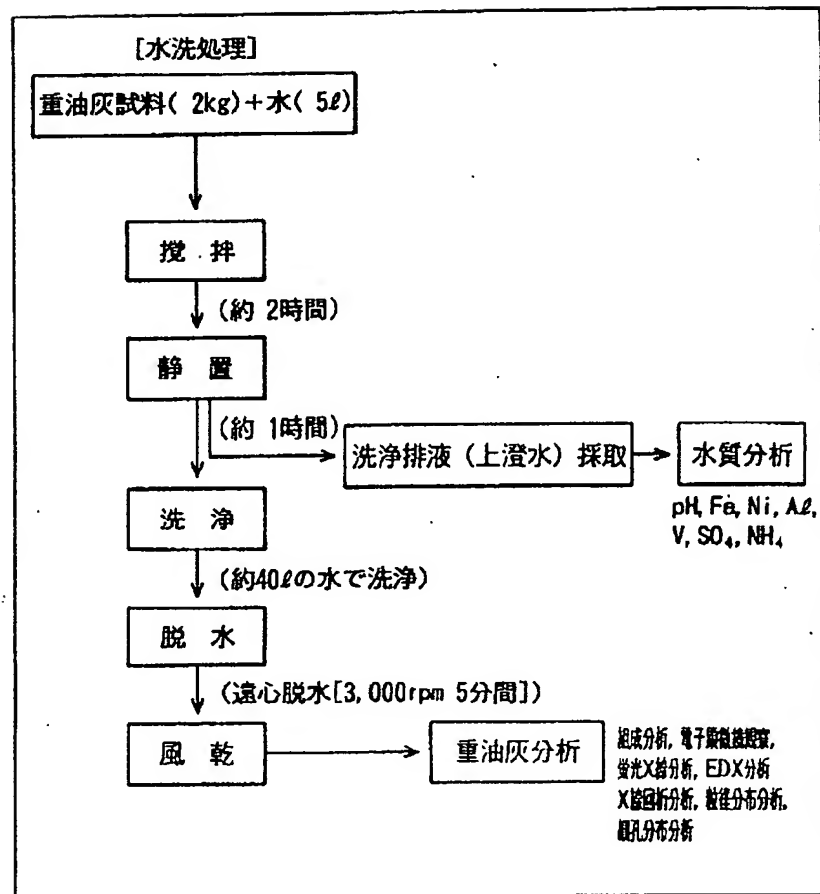 [水洗処理]
重油灰試料( 2kg)+水( 5ℓ)
攪 拌
(約 2時間)
静 置
(約 1時間)
洗浄排液 (上澄水) 採取
水質分析
pH, Fe, Ni, Aℓ,
V, SO₄, NH₄
洗 浄
(約40ℓの水で洗浄)
脱 水
(遠心脱水[3,000rpm 5分間])
風 乾
重油灰分析
組成分析, 電子顕微鏡観察,
蛍光X線分析, EDX分析
X線回析分析, 粒径分布分析,
細孔分布分析